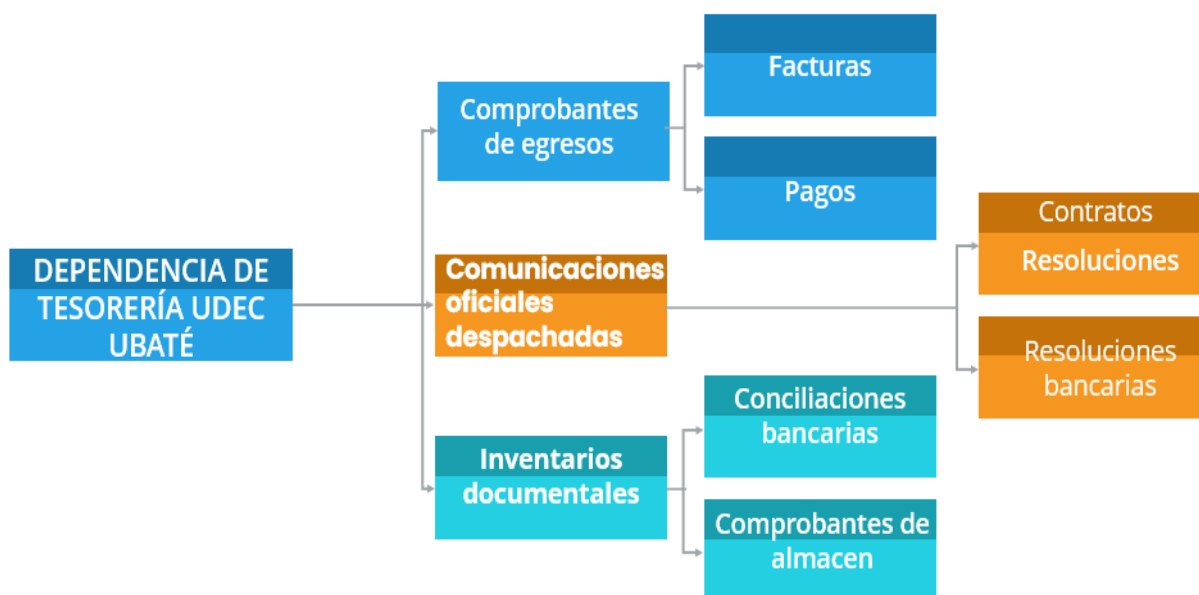 DEPENDENCIA DE
TESORERÍA UDEC
UBATÉ
Comprobantes
de egresos
Facturas
Pagos
Comunicaciones
oficiales
despachadas
Contratos
Resoluciones
Resoluciones
bancarias
Inventarios
documentales
Conciliaciones
bancarias
Comprobantes de
almacen